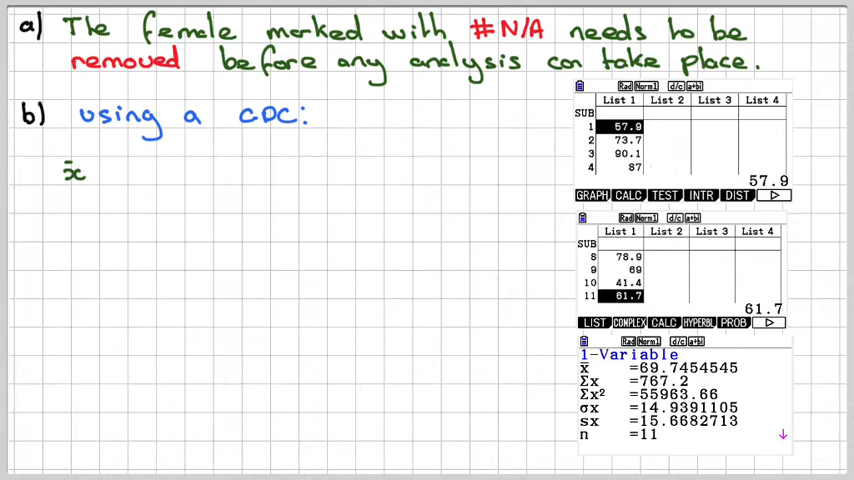 a) The female marked with #N/A needs to be
removed before any analysis can take place.
b) using a GDC:
x̄
Rad Norm1 d/c a+bi
List 1 List 2 List 3 List 4
SUB
1 57.9
2 73.7
3 90.1
4 87
57.9
GRAPH CALC TEST INTR DIST ▷
Rad Norm1 d/c a+bi
List 1 List 2 List 3 List 4
SUB
8 78.9
9 69
10 41.4
11 61.7
61.7
LIST COMPLEX CALC HYPERBL PROB ▷
Rad Norm1 d/c a+bi
1-Variable
x̄ =69.7454545
Σx =767.2
Σx² =55963.66
σx =14.9391105
sx =15.6682713
n =11 ↓